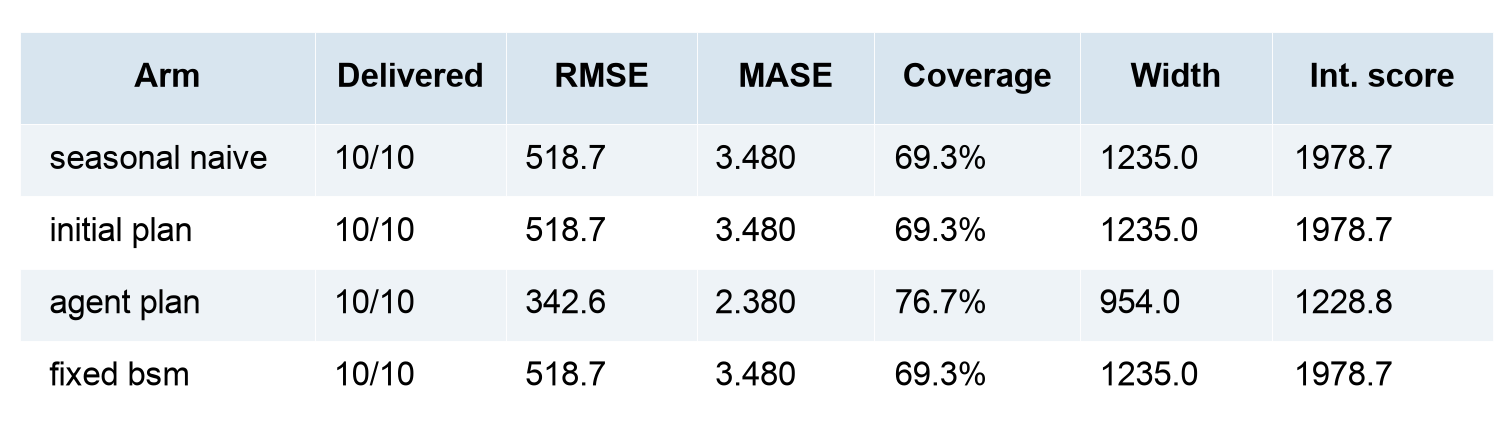 Arm Delivered RMSE MASE Coverage Width Int. score
seasonal naive 10/10 518.7 3.480 69.3% 1235.0 1978.7
initial plan 10/10 518.7 3.480 69.3% 1235.0 1978.7
agent plan 10/10 342.6 2.380 76.7% 954.0 1228.8
fixed bsm 10/10 518.7 3.480 69.3% 1235.0 1978.7